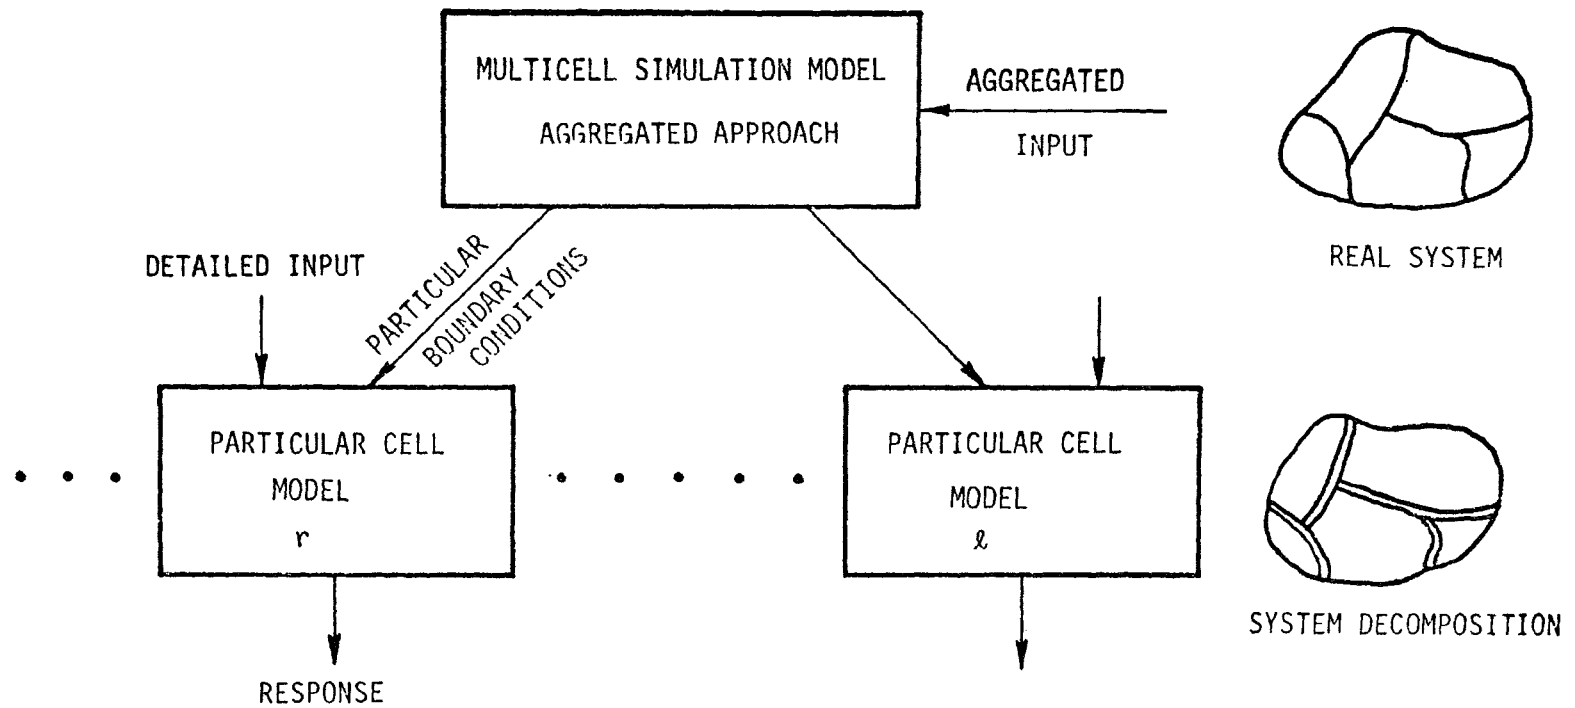 MULTICELL SIMULATION MODEL
AGGREGATED APPROACH
AGGREGATED
INPUT
REAL SYSTEM
DETAILED INPUT
PARTICULAR
BOUNDARY
CONDITIONS
PARTICULAR CELL
MODEL
r
PARTICULAR CELL
MODEL
ℓ
SYSTEM DECOMPOSITION
RESPONSE